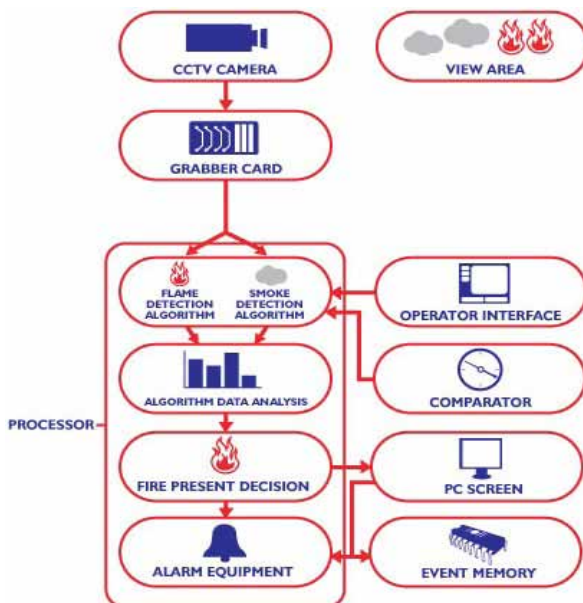 CCTV CAMERA
VIEW AREA
GRABBER CARD
FLAME
DETECTION
ALGORITHM
SMOKE
DETECTION
ALGORITHM
OPERATOR INTERFACE
ALGORITHM DATA ANALYSIS
COMPARATOR
PROCESSOR
FIRE PRESENT DECISION
PC SCREEN
ALARM EQUIPMENT
EVENT MEMORY